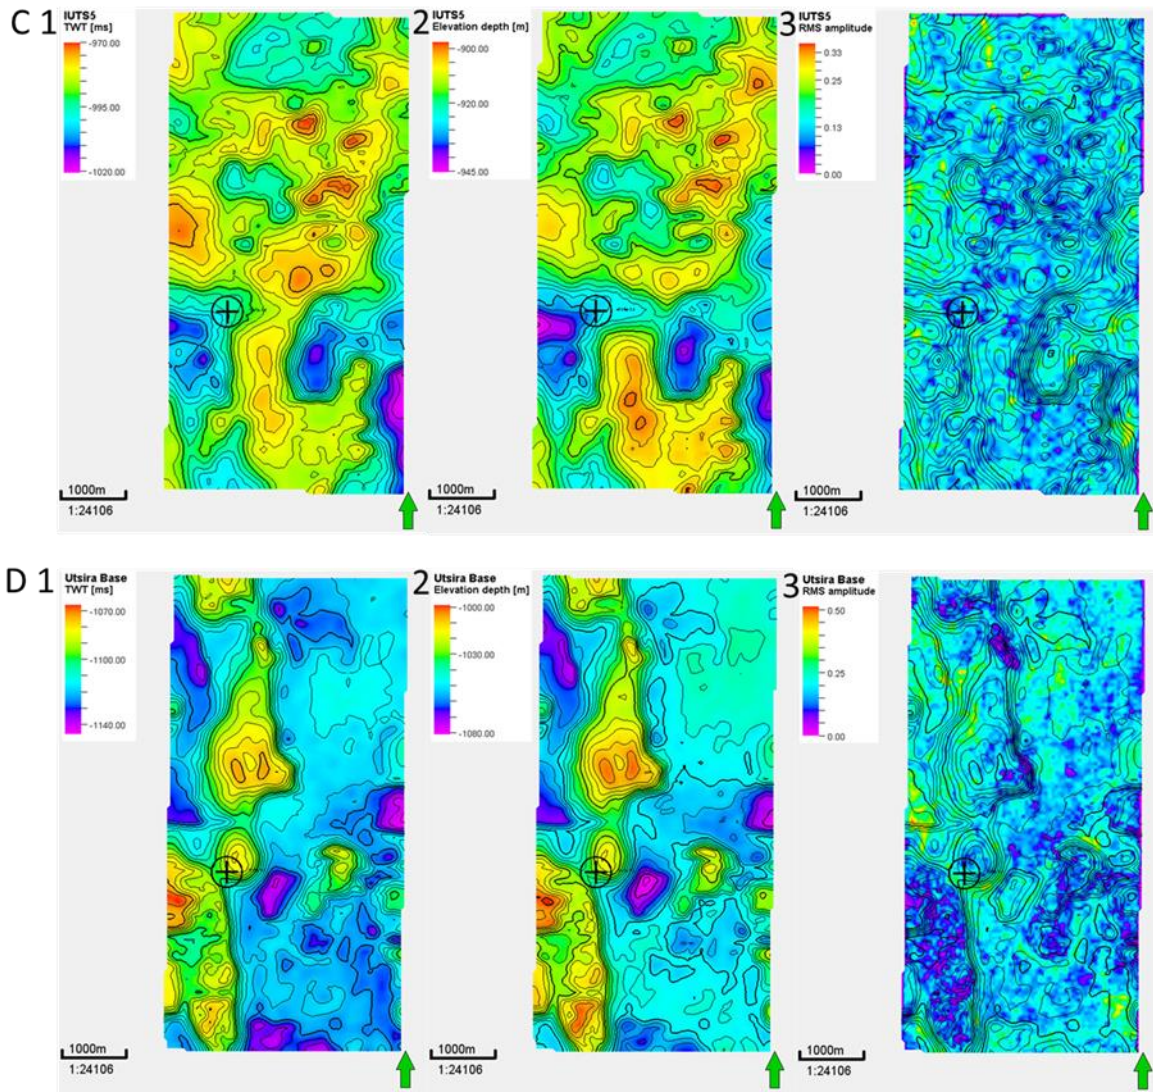 C 1
IUTS5
TWT [ms]
-970.00
-995.00
-1020.00
1000m
1:24106
2
IUTS5
Elevation depth [m]
-900.00
-920.00
-945.00
1000m
1:24106
3
IUTS5
RMS amplitude
0.33
0.25
0.13
0.00
1000m
1:24106
D 1
Utsira Base
TWT [ms]
-1070.00
-1100.00
-1140.00
1000m
1:24106
2
Utsira Base
Elevation depth [m]
-1000.00
-1030.00
-1080.00
1000m
1:24106
3
Utsira Base
RMS amplitude
0.50
0.25
0.00
1000m
1:24106